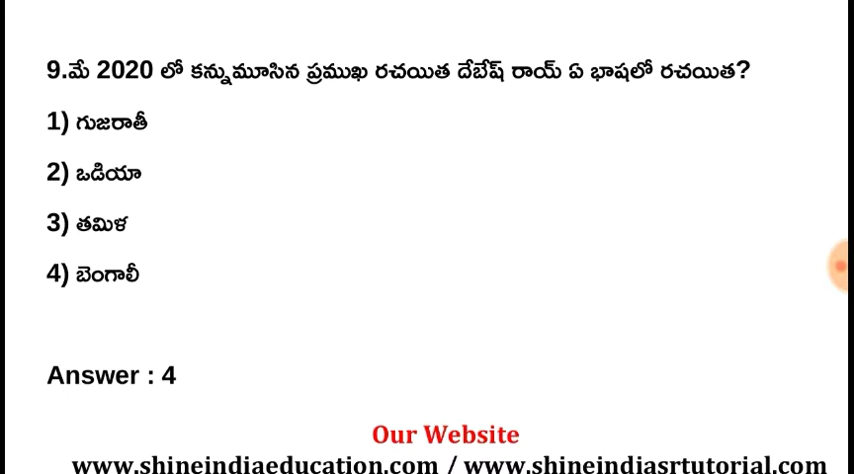 9.మే 2020 లో కన్నుమూసిన ప్రముఖ రచయిత దేబేష్ రాయ్ ఏ భాషలో రచయిత?
1) గుజరాతీ
2) ఒడియా
3) తమిళ
4) బెంగాలీ
Answer : 4
Our Website
www.shineindiaeducation.com / www.shineindiasrtutorial.com